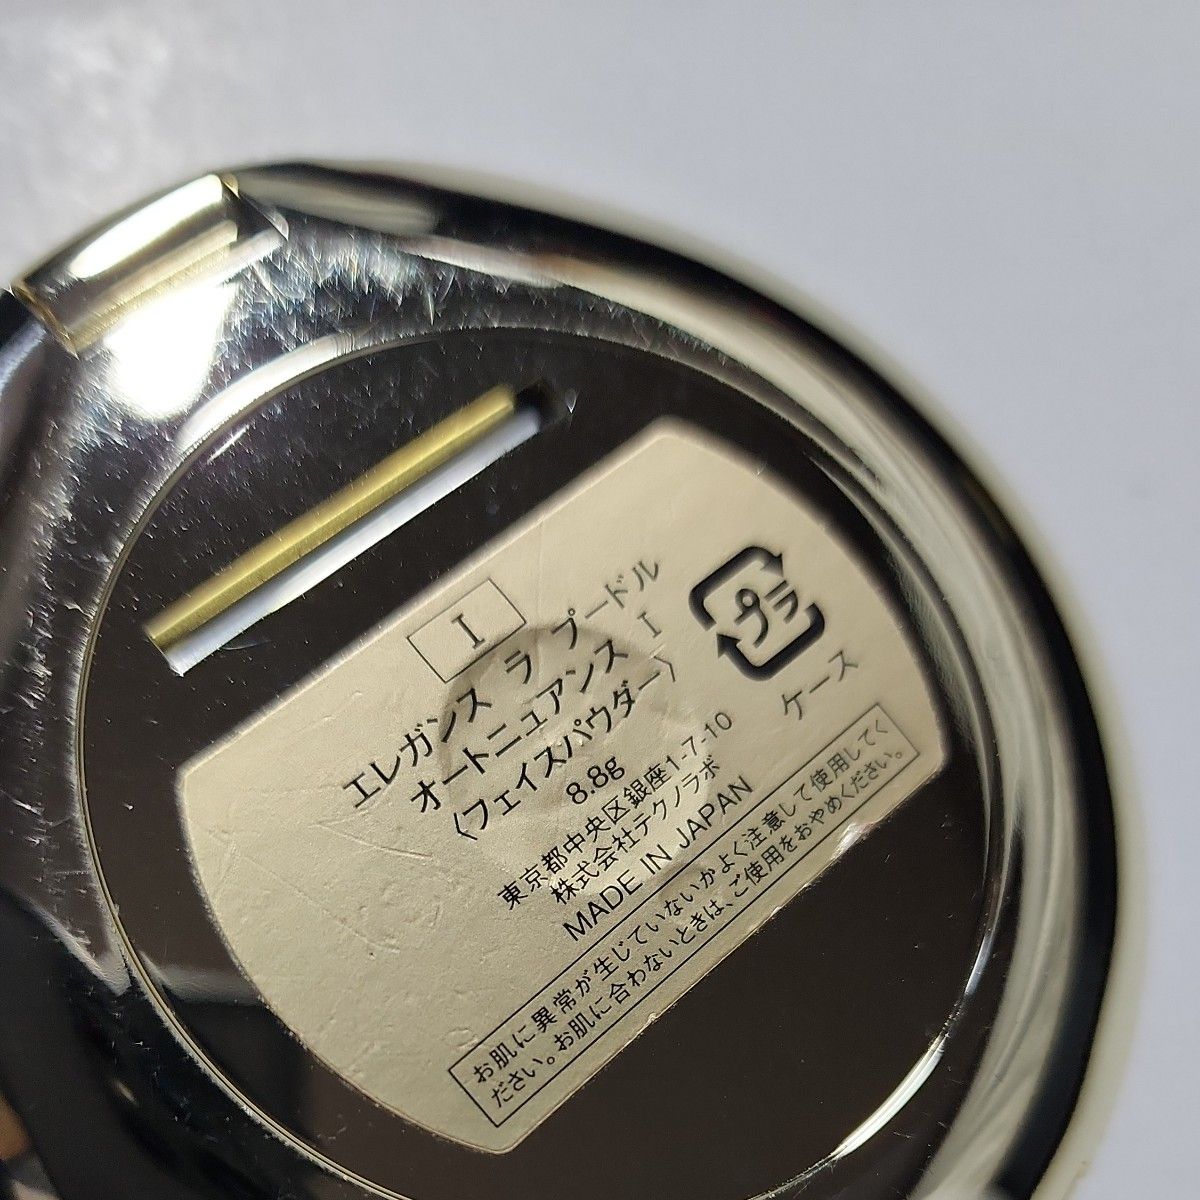 I
エレガンス ラ プードル
オートニュアンス I
〈フェイスパウダー〉
8.8g
東京都中央区銀座1-7-10
株式会社テクノラボ
MADE IN JAPAN
プラ
ケース
お肌に異常が生じていないかよく注意して使用してく
ださい。お肌に合わないときは、ご使用をおやめください。